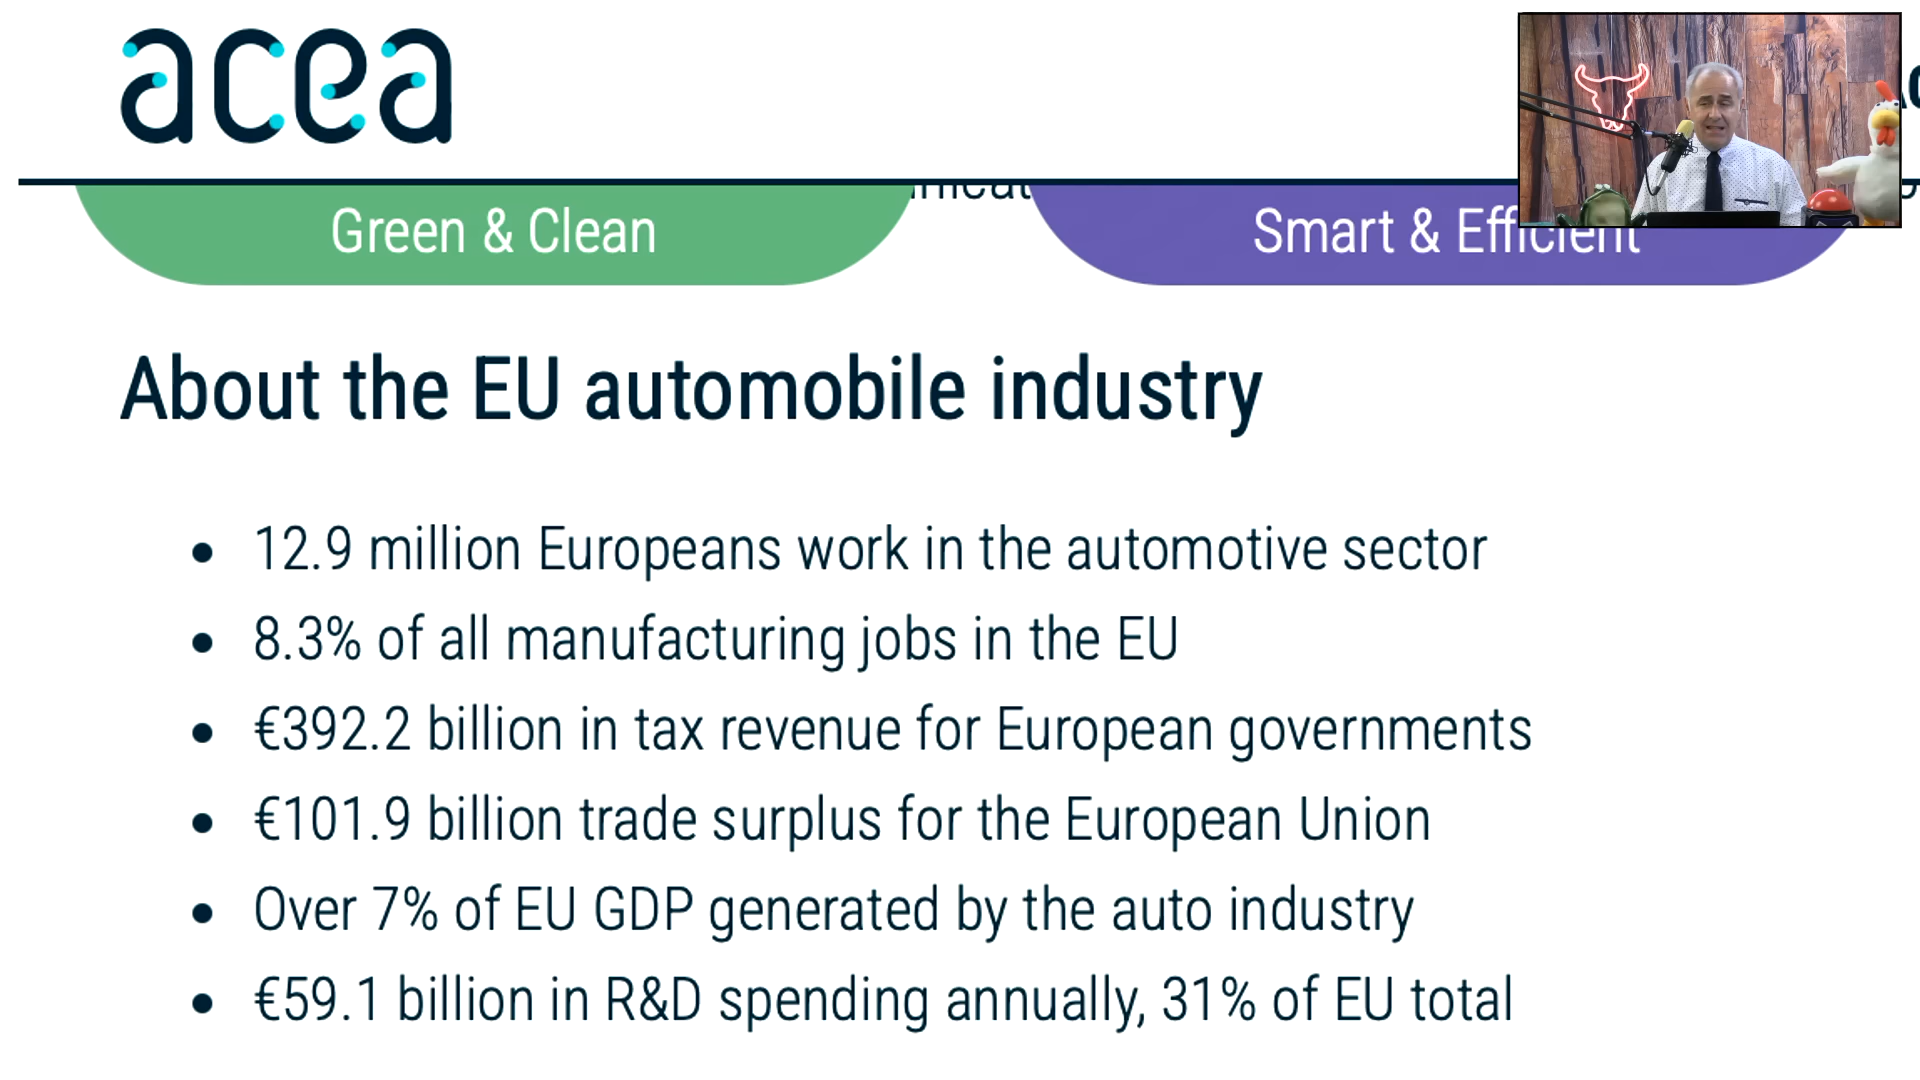 acea
Green & Clean
Smart & Efficient
About the EU automobile industry
• 12.9 million Europeans work in the automotive sector
• 8.3% of all manufacturing jobs in the EU
• €392.2 billion in tax revenue for European governments
• €101.9 billion trade surplus for the European Union
• Over 7% of EU GDP generated by the auto industry
• €59.1 billion in R&D spending annually, 31% of EU total